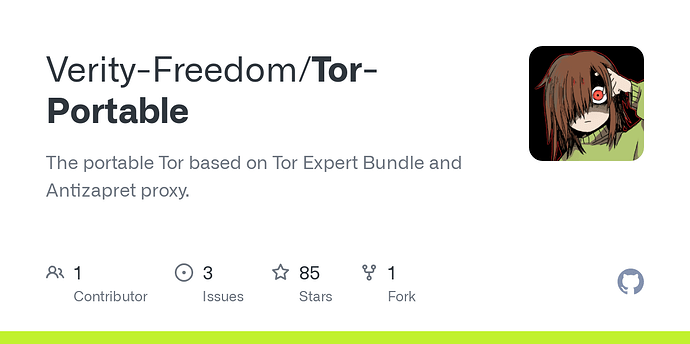 Verity-Freedom/Tor-
Portable
The portable Tor based on Tor Expert Bundle and
Antizapret proxy.
1 3 85 1
Contributor Issues Stars Fork